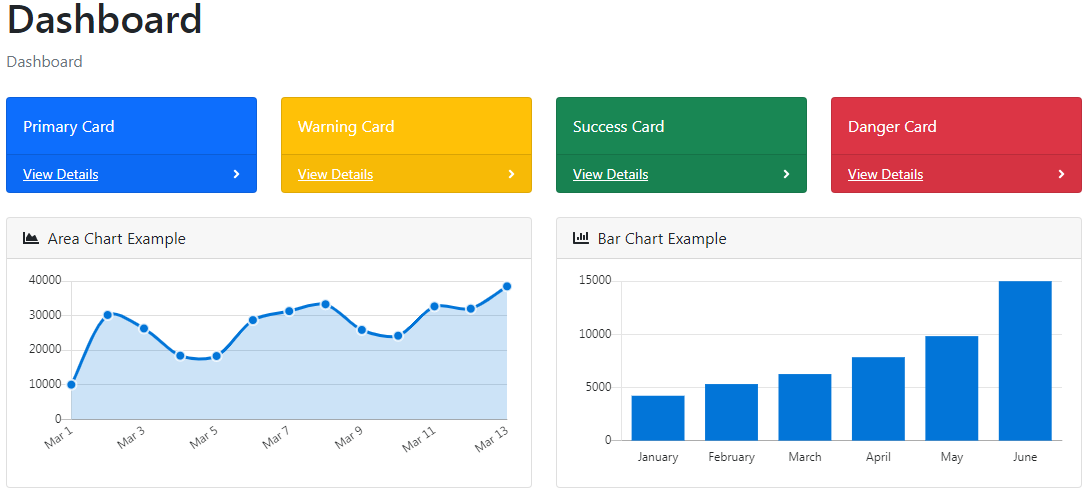 Dashboard
Dashboard
Primary Card
Warning Card
Success Card
Danger Card
View Details
View Details
View Details
View Details
Area Chart Example
40000
30000
20000
10000
0
Mar 1
Mar 3
Mar 5
Mar 7
Mar 9
Mar 11
Mar 13
Bar Chart Example
15000
10000
5000
0
January
February
March
April
May
June